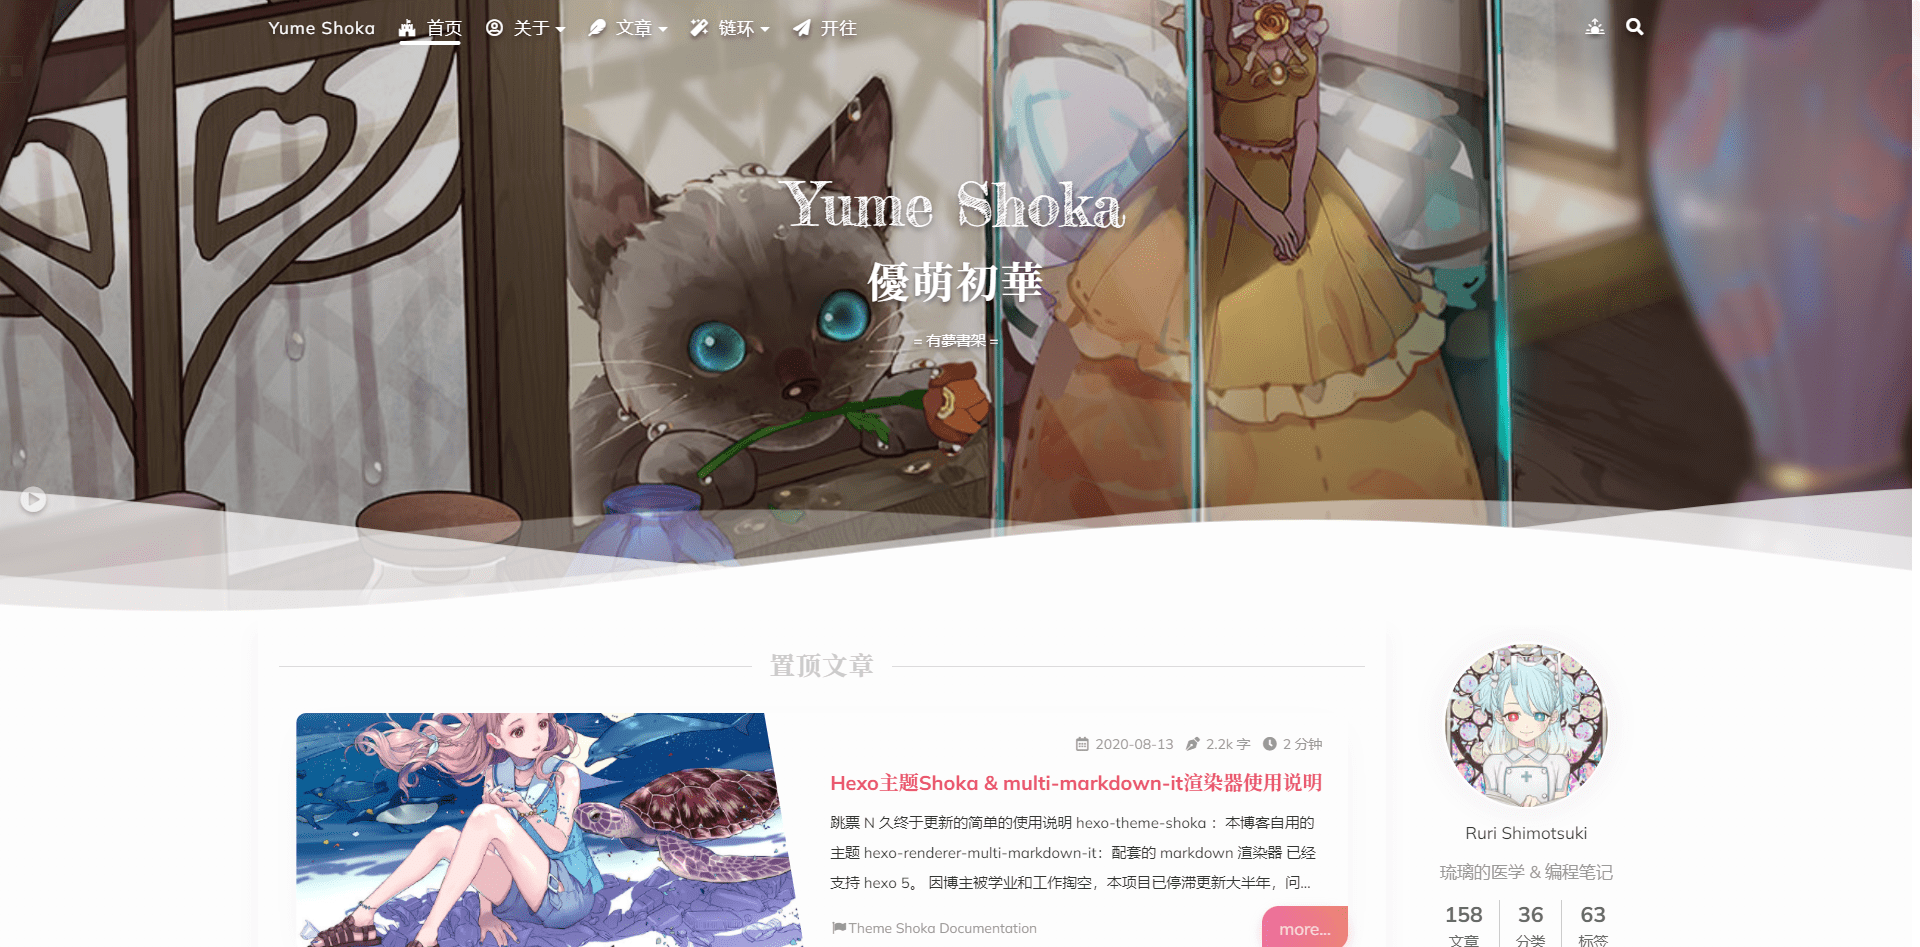 Yume Shoka
首页
关于
文章
链环
开往
Yume Shoka
優萌初華
= 有夢書架 =
置顶文章
2020-08-13 2.2k 字 2 分钟
Hexo主题Shoka & multi-markdown-it渲染器使用说明
跳票 N 久终于更新的简单的使用说明 hexo-theme-shoka ：本博客自用的
主题 hexo-renderer-multi-markdown-it：配套的 markdown 渲染器 已经
支持 hexo 5。 因博主被学业和工作掏空，本项目已停滞更新大半年，问...
Theme Shoka Documentation
more...
Ruri Shimotsuki
琉璃的医学 & 编程笔记
158 36 63
文章 分类 标签